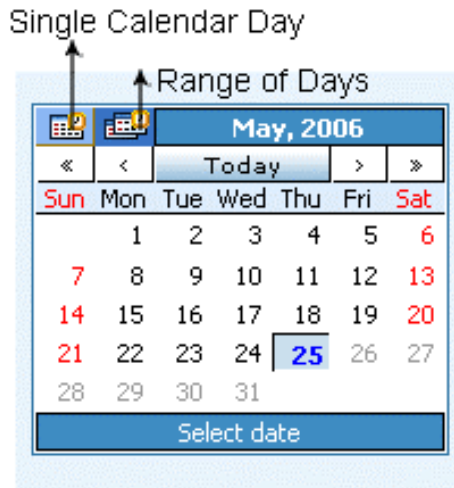 Single Calendar Day
Range of Days
May, 2006
« < Today > »
Sun Mon Tue Wed Thu Fri Sat
1 2 3 4 5 6
7 8 9 10 11 12 13
14 15 16 17 18 19 20
21 22 23 24 25 26 27
28 29 30 31
Select date